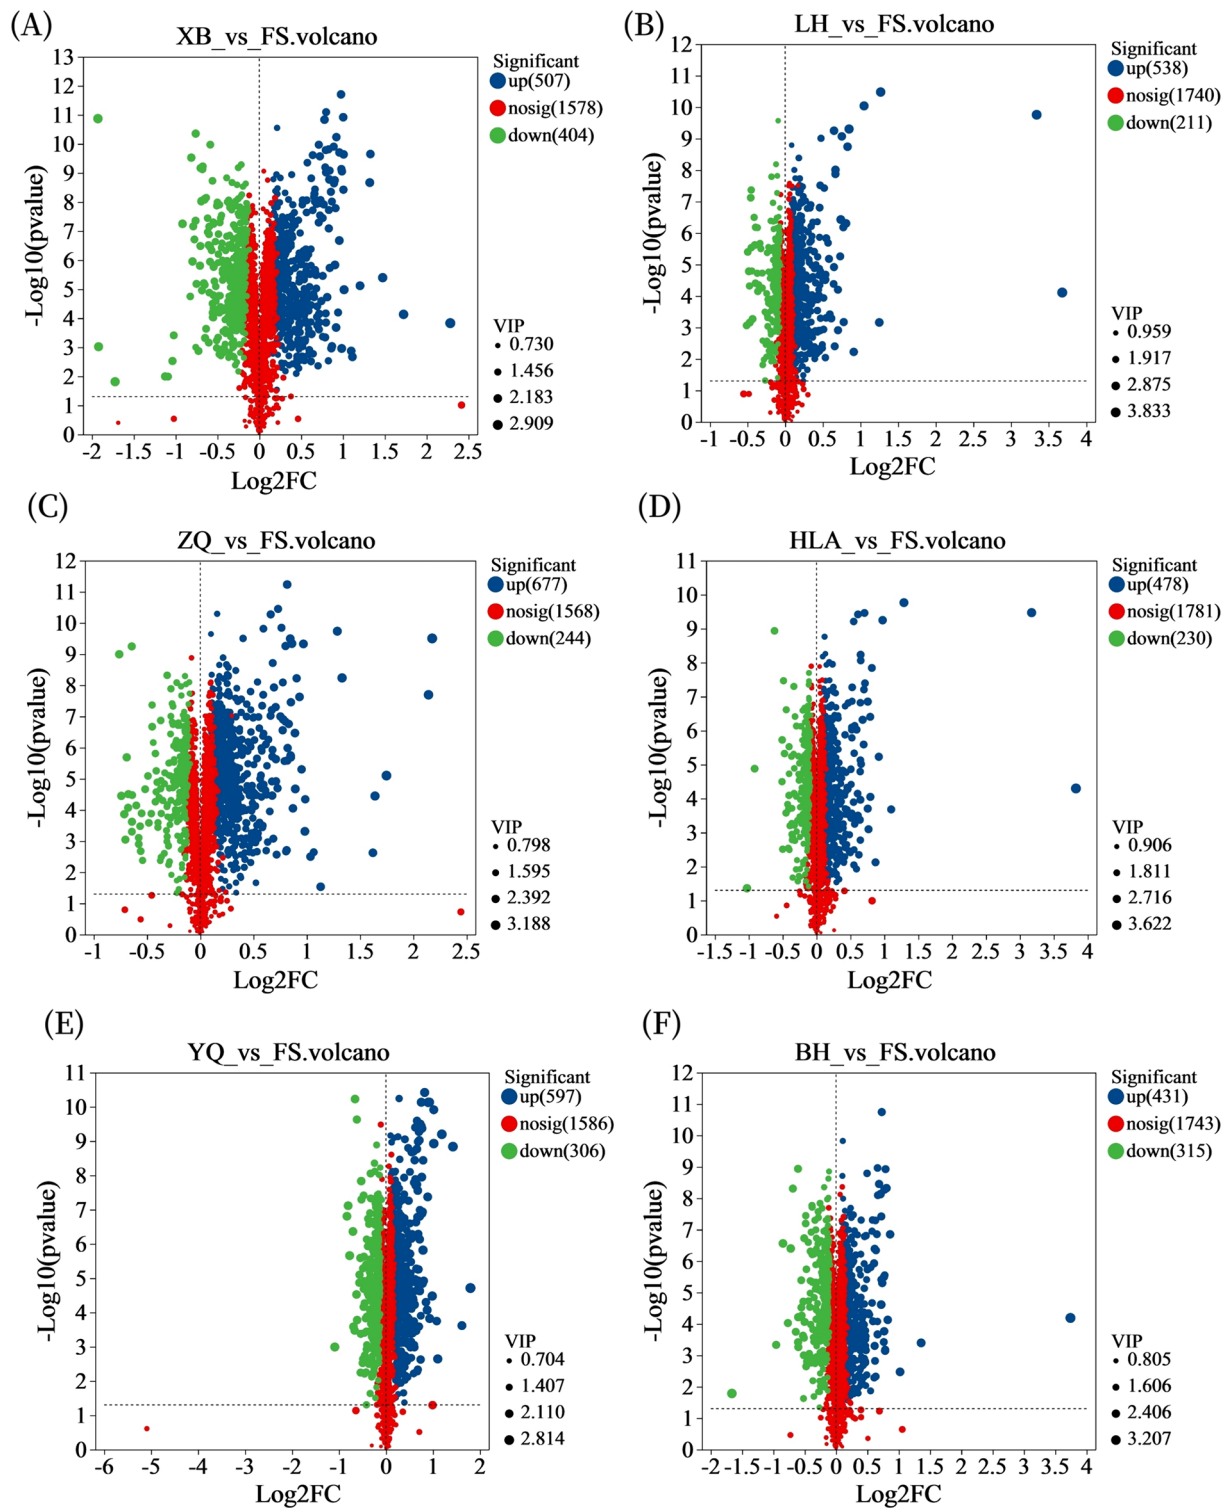 (A)
XB_vs_FS.volcano
13
12
11
10
9
8
7
6
5
4
3
2
1
0
-Log10(pvalue)
-2 -1.5 -1 -0.5 0 0.5 1 1.5 2 2.5
Log2FC
Significant
up(507)
nosig(1578)
down(404)
VIP
0.730
1.456
2.183
2.909
(B)
LH_vs_FS.volcano
12
11
10
9
8
7
6
5
4
3
2
1
0
-Log10(pvalue)
-1 -0.5 0 0.5 1 1.5 2 2.5 3 3.5 4
Log2FC
Significant
up(538)
nosig(1740)
down(211)
VIP
0.959
1.917
2.875
3.833
(C)
ZQ_vs_FS.volcano
12
11
10
9
8
7
6
5
4
3
2
1
0
-Log10(pvalue)
-1 -0.5 0 0.5 1 1.5 2 2.5
Log2FC
Significant
up(677)
nosig(1568)
down(244)
VIP
0.798
1.595
2.392
3.188
(D)
HLA_vs_FS.volcano
11
10
9
8
7
6
5
4
3
2
1
0
-Log10(pvalue)
-1.5 -1 -0.5 0 0.5 1 1.5 2 2.5 3 3.5 4
Log2FC
Significant
up(478)
nosig(1781)
down(230)
VIP
0.906
1.811
2.716
3.622
(E)
YQ_vs_FS.volcano
11
10
9
8
7
6
5
4
3
2
1
0
-Log10(pvalue)
-6 -5 -4 -3 -2 -1 0 1 2
Log2FC
Significant
up(597)
nosig(1586)
down(306)
VIP
0.704
1.407
2.110
2.814
(F)
BH_vs_FS.volcano
12
11
10
9
8
7
6
5
4
3
2
1
0
-Log10(pvalue)
-2 -1.5 -1 -0.5 0 0.5 1 1.5 2 2.5 3 3.5 4
Log2FC
Significant
up(431)
nosig(1743)
down(315)
VIP
0.805
1.606
2.406
3.207